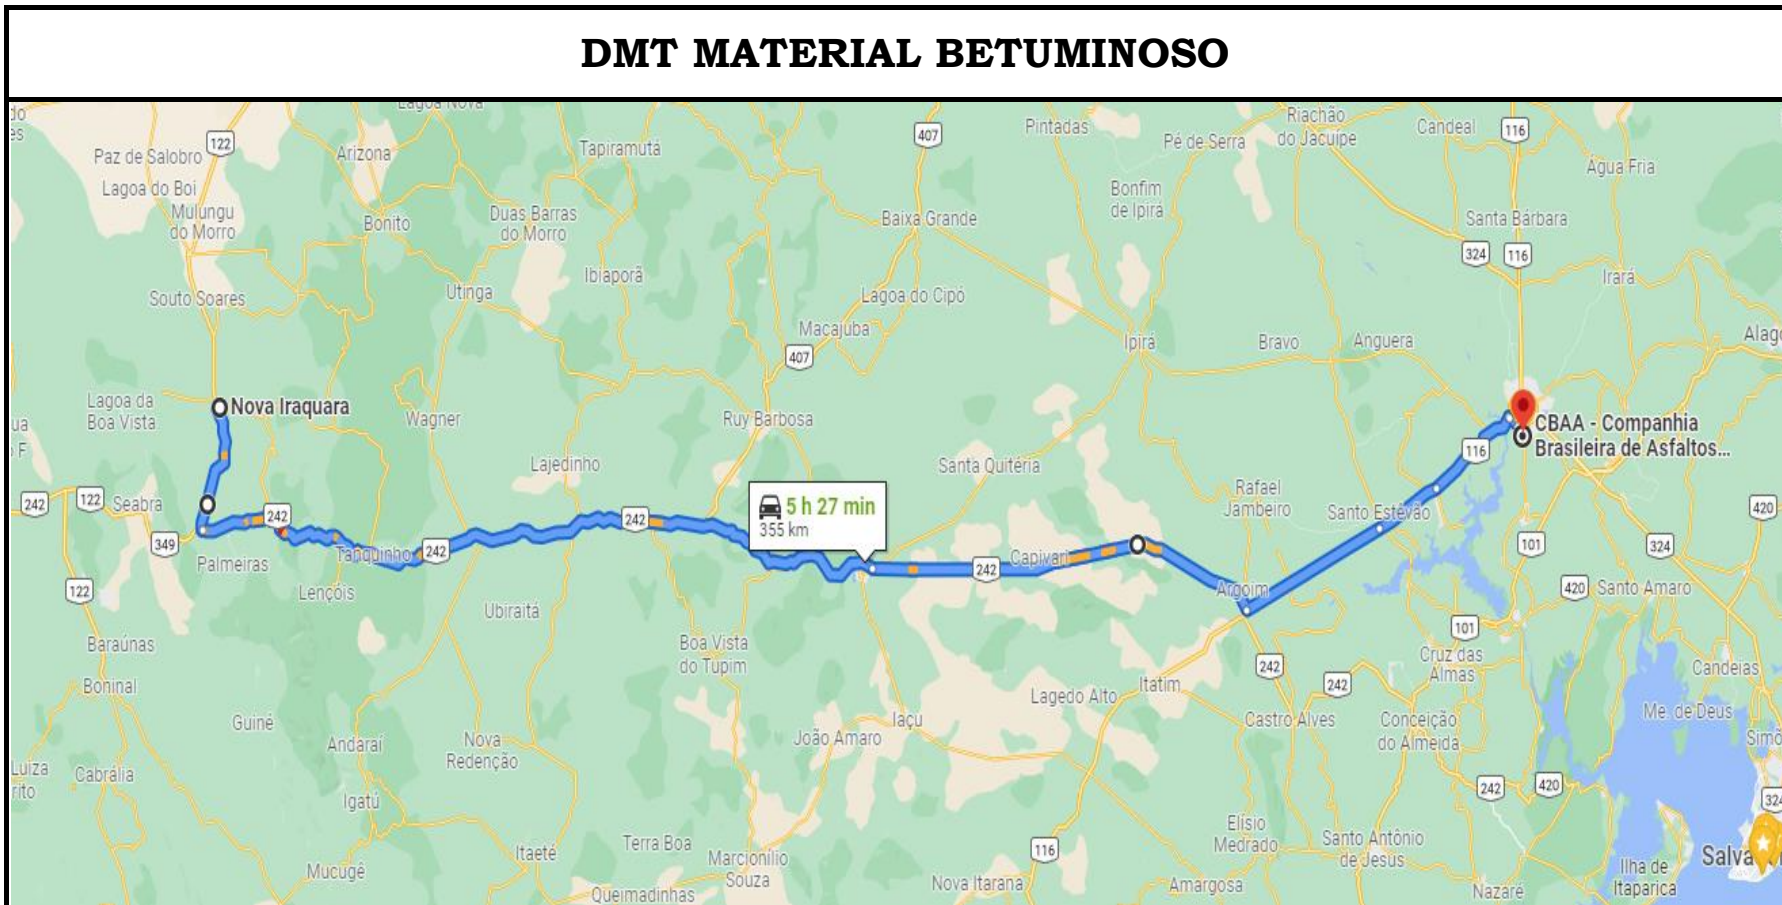 DMT MATERIAL BETUMINOSO
Lagoa Nova
407
Pintadas
Riachão
do Jacuípe
Candeal
116
122
Paz de Salobro
Arizona
Tapiramutá
Pé de Serra
Água Fria
Lagoa do Boi
Mulungu
do Morro
Bonito
Duas Barras
do Morro
Baixa Grande
Bonfim
de Ipirá
Santa Bárbara
324
116
Ibiaporã
Irará
Souto Soares
Utinga
Lagoa do Cipó
Macajuba
407
Ipirá
Bravo
Anguera
Lagoa da
Boa Vista
Nova Iraquara
Wagner
Ruy Barbosa
CBAA - Companhia
Brasileira de Asfaltos...
116
Lajedinho
Santa Quitéria
242
122
Seabra
242
242
5 h 27 min
355 km
Rafael
Jambeiro
Santo Estêvão
420
349
Palmeiras
Tanquinho
242
242
Capivari
101
324
122
Lençóis
Ubiraitá
Argoim
420
Santo Amaro
Baraúnas
Boa Vista
do Tupim
101
Cruz das
Almas
242
242
Candeias
Boninal
Lagedo Alto
Itatim
Guiné
Andaraí
Nova
Redenção
João Amaro
Iaçu
Castro Alves
Conceição
do Almeida
Me. de Deus
Cabrália
Igatú
242
420
324
Mucugê
Itaeté
Terra Boa
Marcionílio
Souza
116
Elísio
Medrado
Santo Antônio
de Jesus
Queimadinhas
Nova Itarana
Amargosa
Nazaré
Ilha de
Itaparica